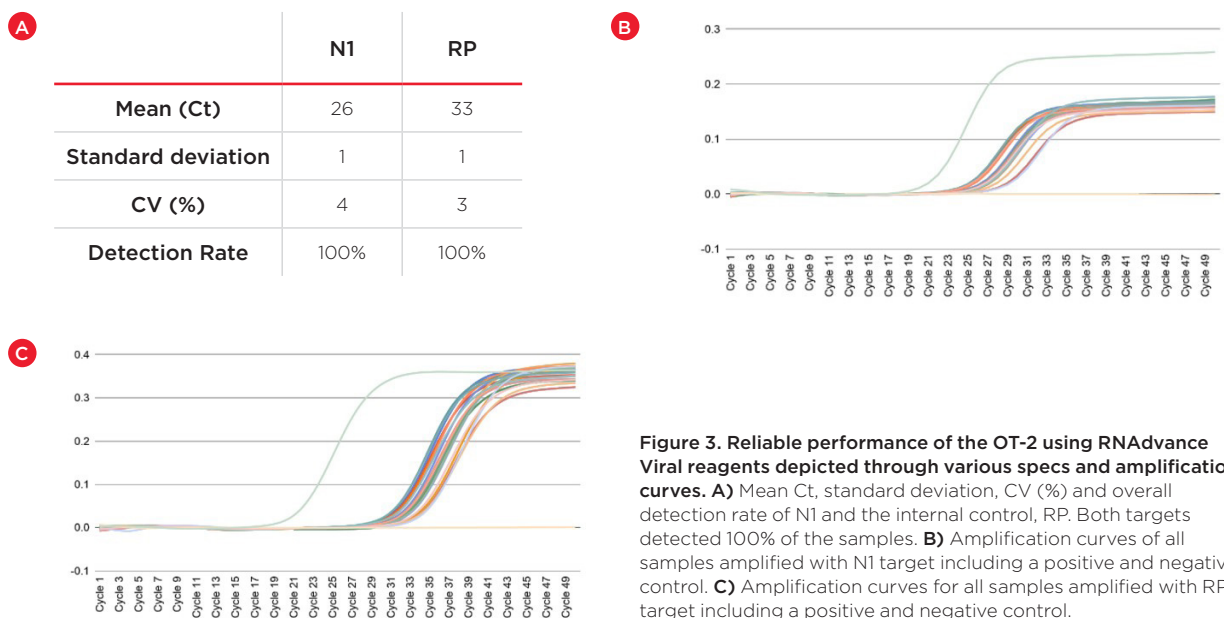 A
N1 RP
Mean (Ct) 26 33
Standard deviation 1 1
CV (%) 4 3
Detection Rate 100% 100%
B
0.3
0.2
0.1
0.0
-0.1
Cycle 1 Cycle 3 Cycle 5 Cycle 7 Cycle 9 Cycle 11 Cycle 13 Cycle 15 Cycle 17 Cycle 19 Cycle 21 Cycle 23 Cycle 25 Cycle 27 Cycle 29 Cycle 31 Cycle 33 Cycle 35 Cycle 37 Cycle 39 Cycle 41 Cycle 43 Cycle 45 Cycle 47 Cycle 49
C
0.4
0.3
0.2
0.1
0.0
-0.1
Cycle 1 Cycle 3 Cycle 5 Cycle 7 Cycle 9 Cycle 11 Cycle 13 Cycle 15 Cycle 17 Cycle 19 Cycle 21 Cycle 23 Cycle 25 Cycle 27 Cycle 29 Cycle 31 Cycle 33 Cycle 35 Cycle 37 Cycle 39 Cycle 41 Cycle 43 Cycle 45 Cycle 47 Cycle 49
Figure 3. Reliable performance of the OT-2 using RNAdvance
Viral reagents depicted through various specs and amplificatio
curves. A) Mean Ct, standard deviation, CV (%) and overall
detection rate of N1 and the internal control, RP. Both targets
detected 100% of the samples. B) Amplification curves of all
samples amplified with N1 target including a positive and negativ
control. C) Amplification curves for all samples amplified with RP
target including a positive and negative control.